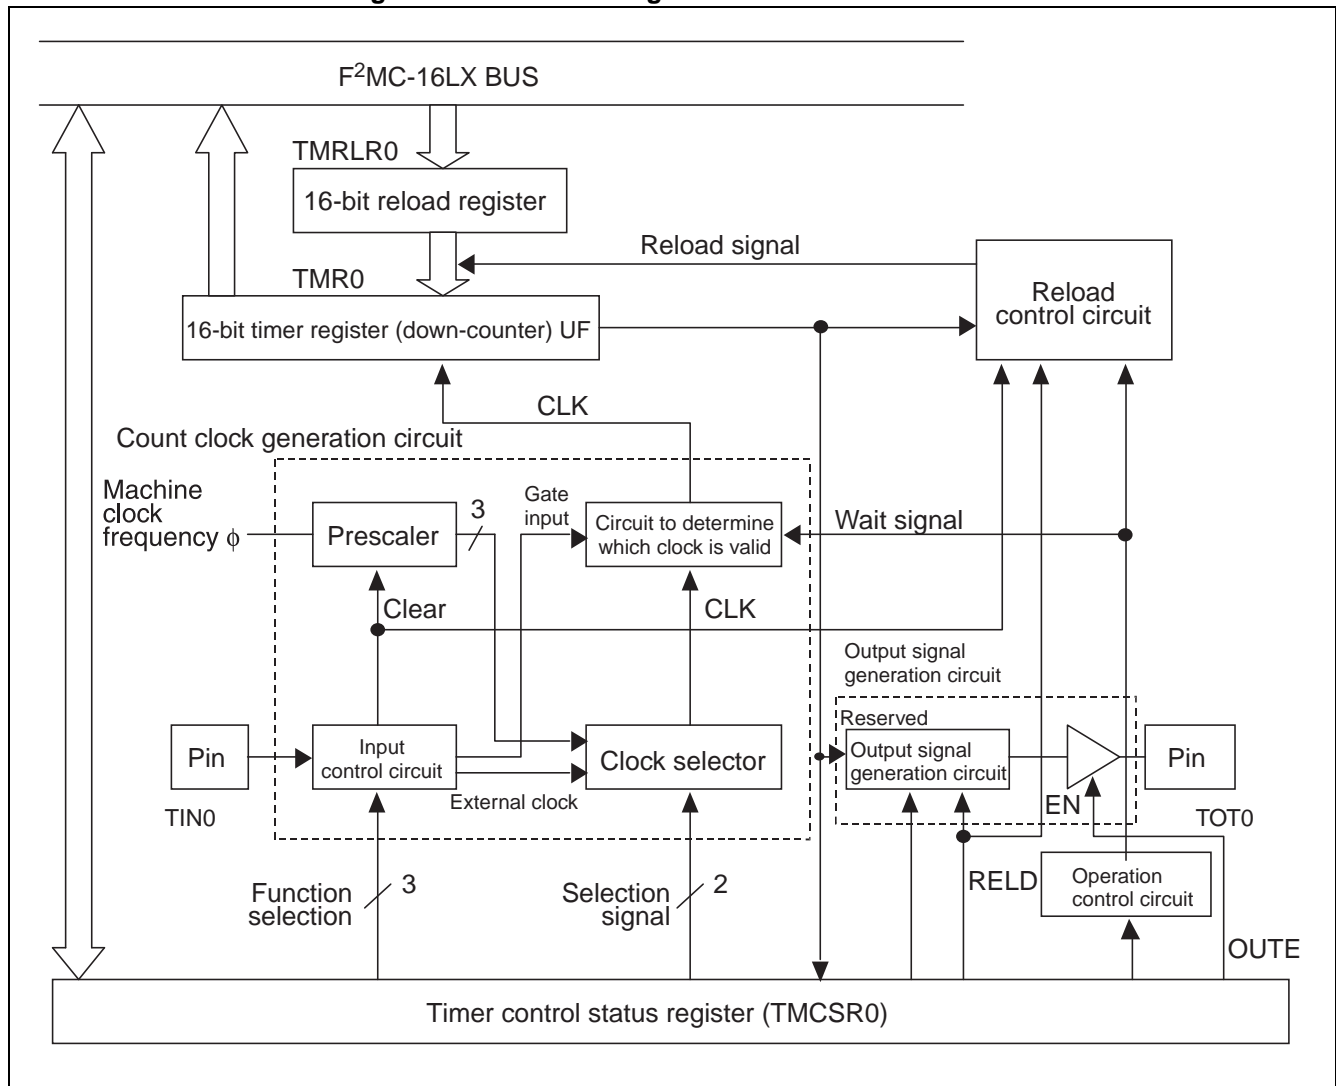 F²MC-16LX BUS
TMRLR0
16-bit reload register
Reload signal
TMR0
Reload
control circuit
16-bit timer register (down-counter) UF
CLK
Count clock generation circuit
Machine
clock
frequency ϕ
Prescaler
3
Gate
input
Circuit to determine
which clock is valid
Wait signal
Clear
CLK
Output signal
generation circuit
Reserved
Pin
Input
control circuit
Clock selector
Output signal
generation circuit
Pin
External clock
EN
TIN0
TOT0
Function
selection
3
Selection
signal
2
RELD
Operation
control circuit
OUTE
Timer control status register (TMCSR0)